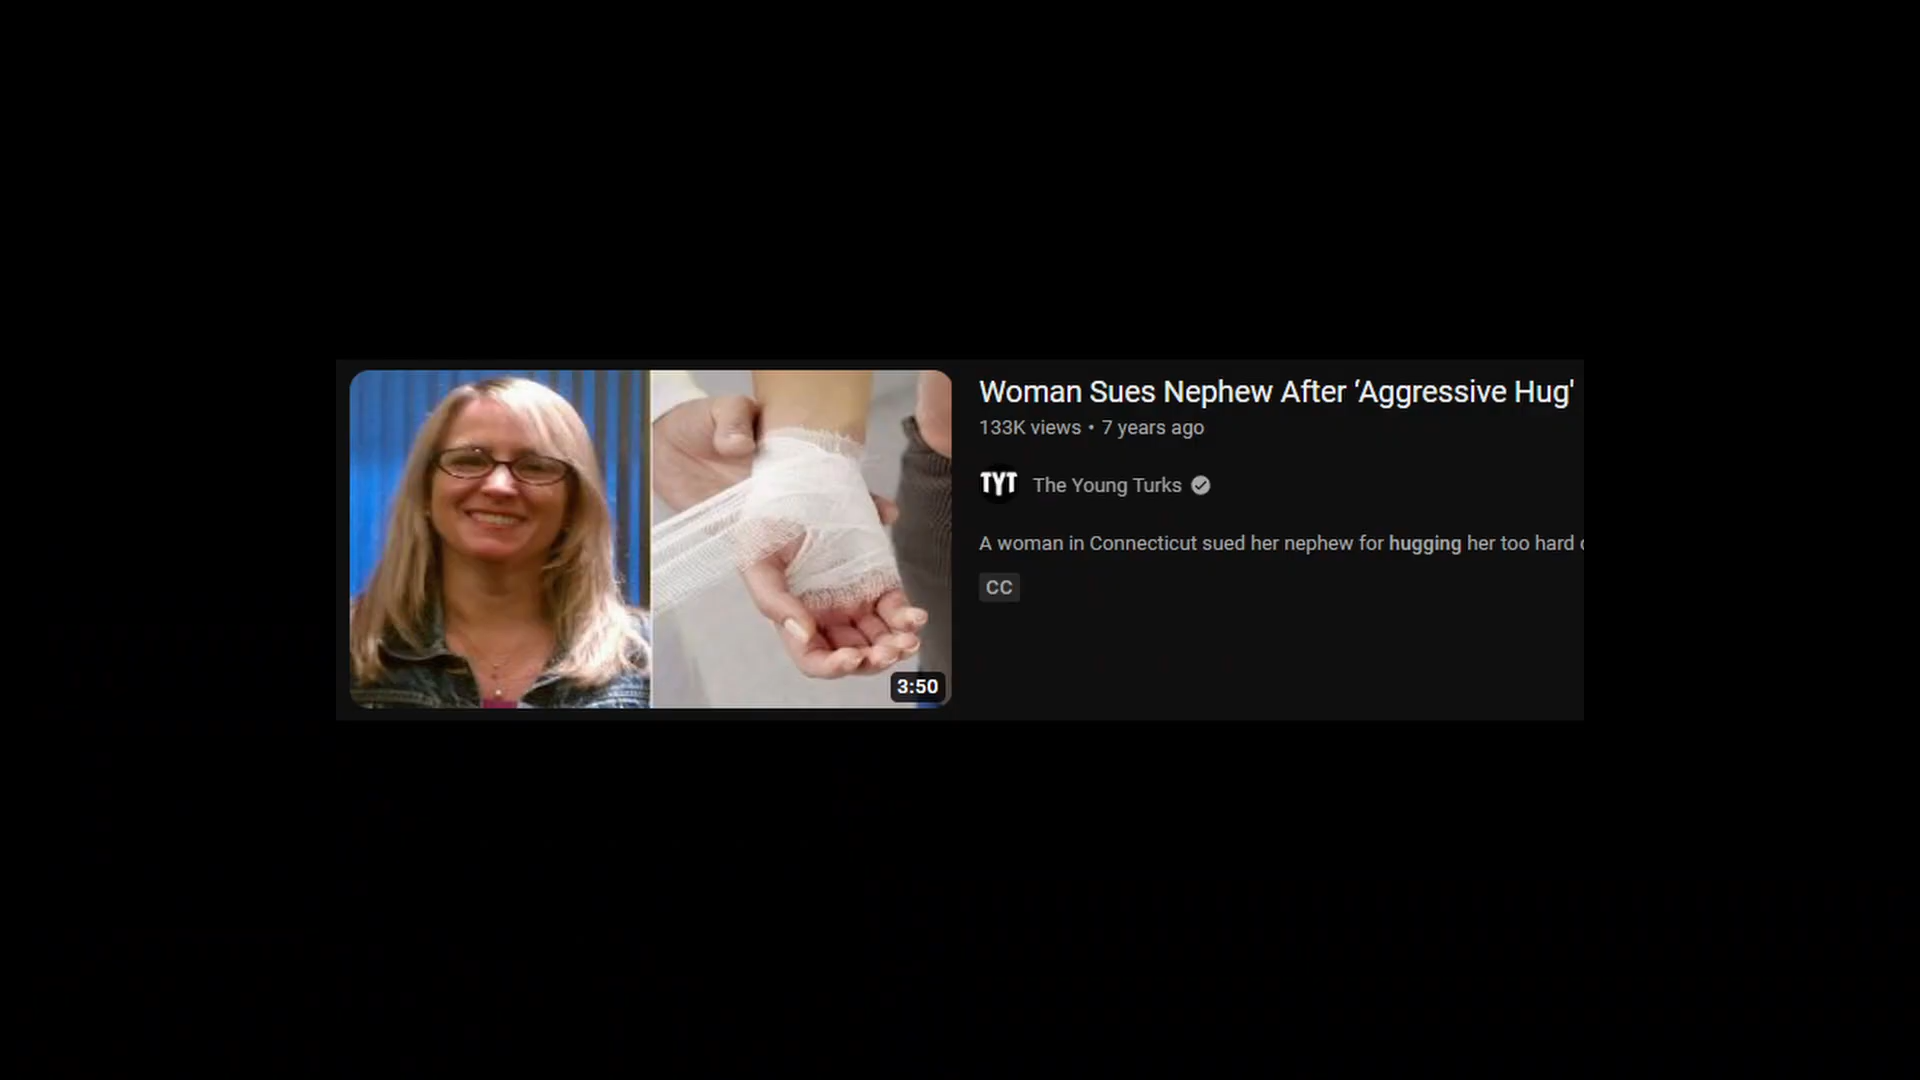 Woman Sues Nephew After ‘Aggressive Hug'
133K views • 7 years ago
TYT The Young Turks
A woman in Connecticut sued her nephew for hugging her too hard
CC
3:50